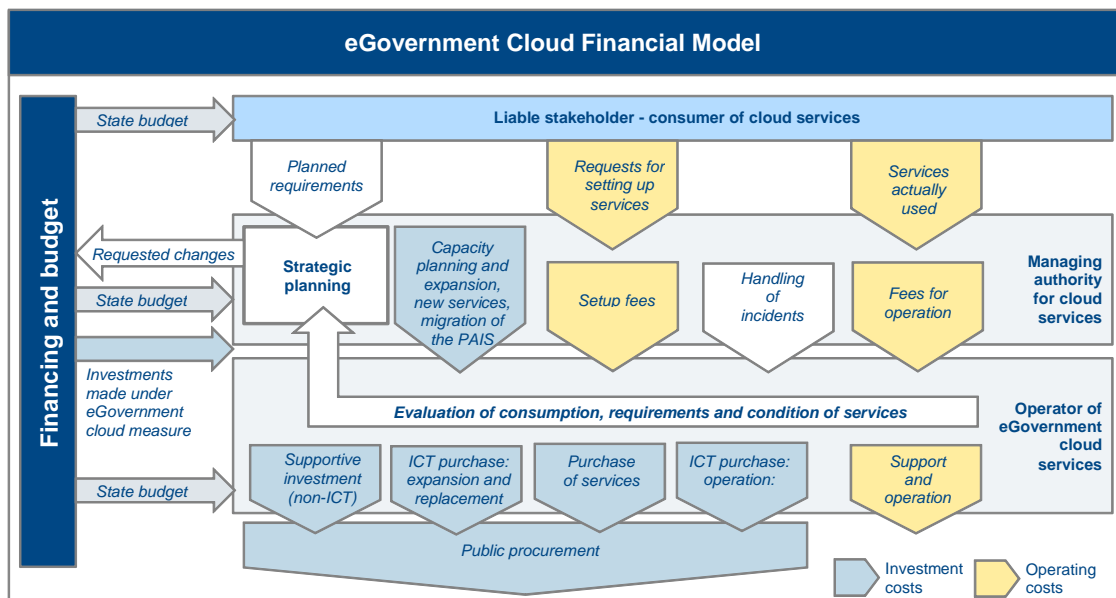 eGovernment Cloud Financial Model
Financing and budget
State budget
Liable stakeholder - consumer of cloud services
Planned
requirements
Requests for
setting up
services
Services
actually
used
Requested changes
Strategic
planning
Capacity
planning and
expansion,
new services,
migration of
the PAIS
Setup fees
Handling
of
incidents
Fees for
operation
Managing
authority
for cloud
services
State budget
Investments
made under
eGovernment
cloud measure
Evaluation of consumption, requirements and condition of services
Operator of
eGovernment
cloud
services
State budget
Supportive
investment
(non-ICT)
ICT purchase:
expansion and
replacement
Purchase
of services
ICT purchase:
operation:
Support
and
operation
Public procurement
Investment
costs
Operating
costs